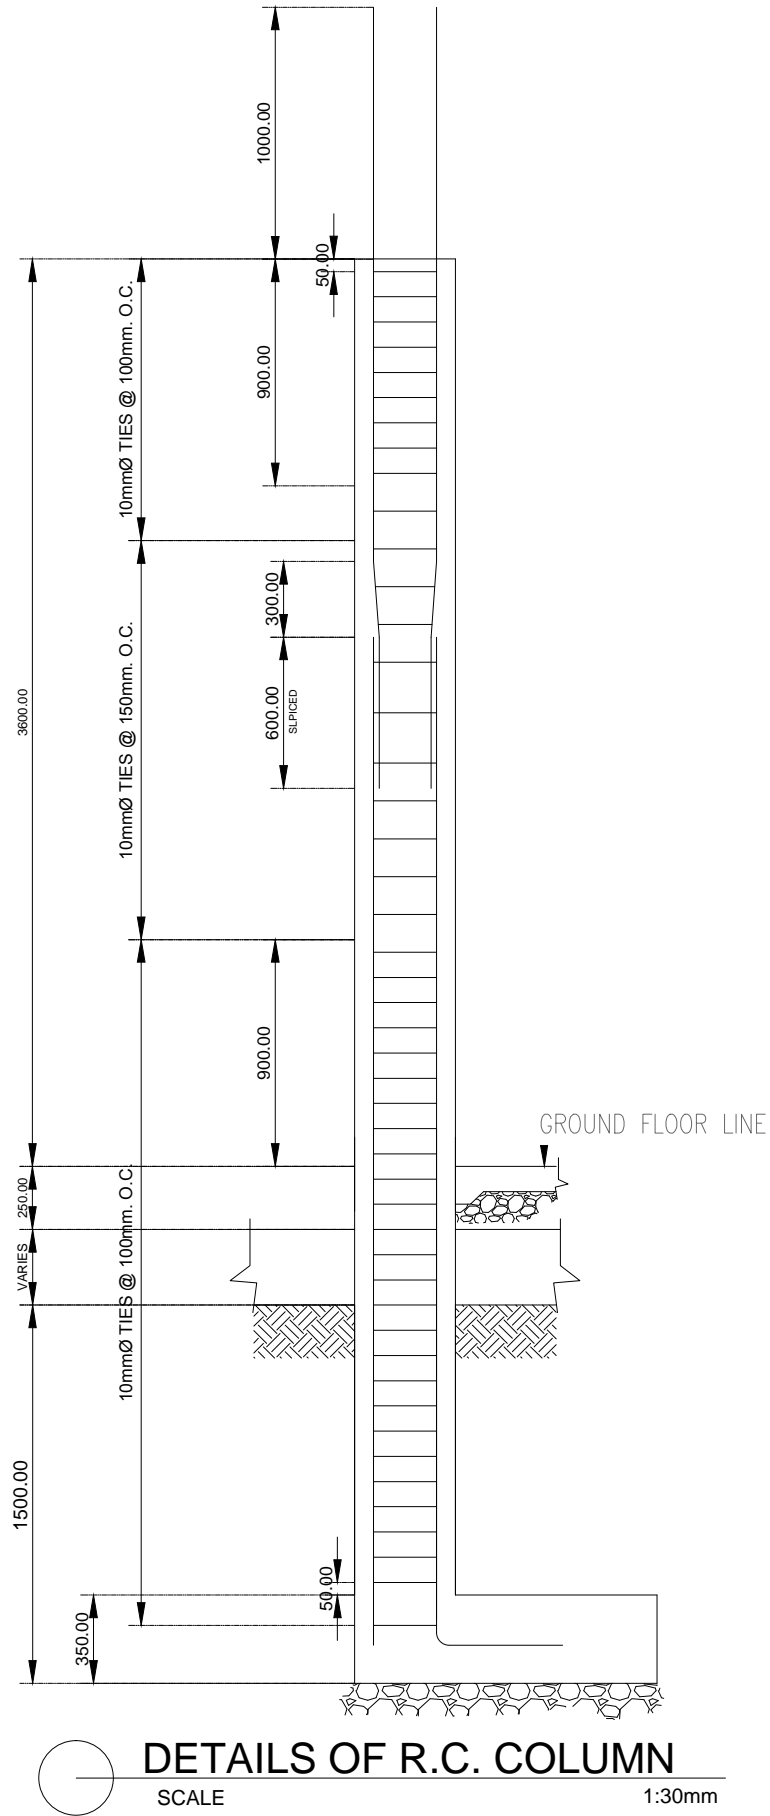 1000.00
50.00
10mmØ TIES @ 100mm. O.C.
900.00
300.00
3600.00
10mmØ TIES @ 150mm. O.C.
600.00
SLPICED
900.00
GROUND FLOOR LINE
250.00
10mmØ TIES @ 100mm. O.C.
VARIES
1500.00
50.00
350.00
DETAILS OF R.C. COLUMN
SCALE 1:30mm